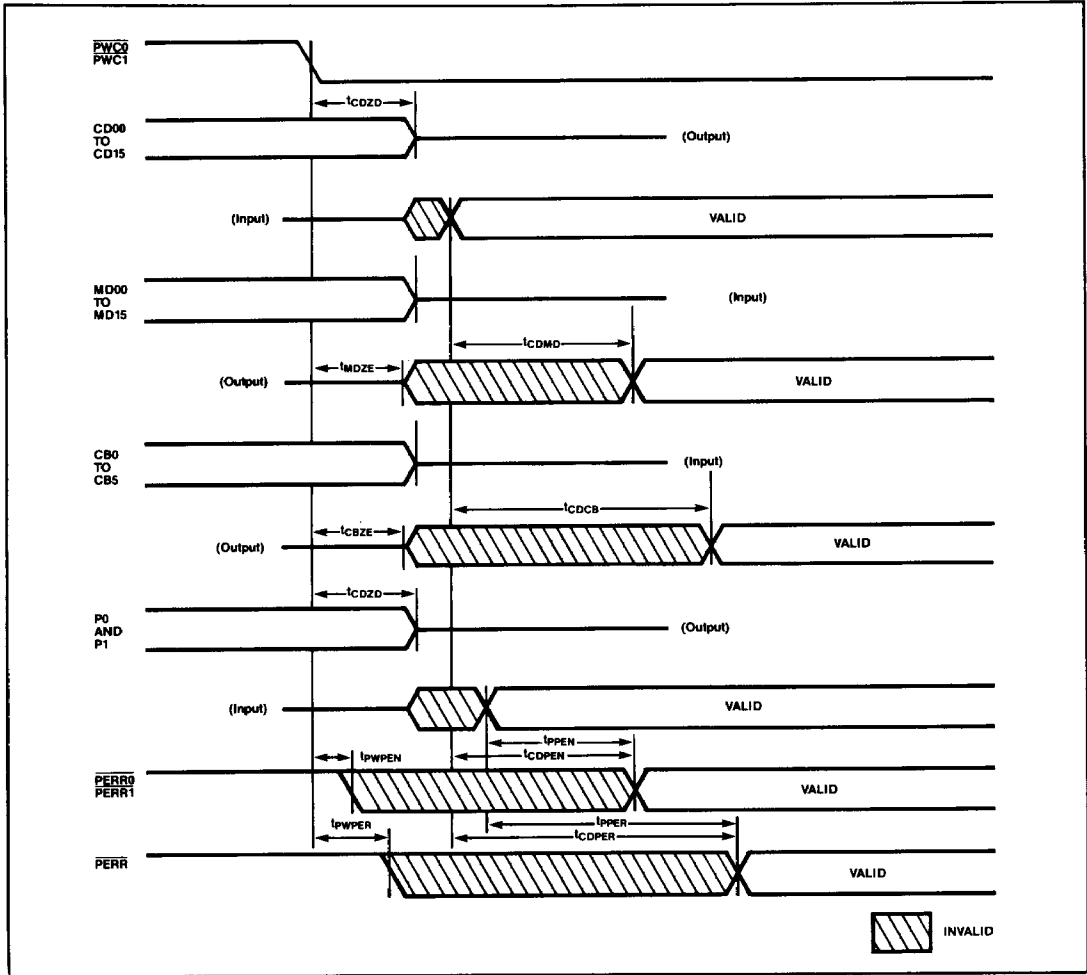 PWC0
PWC1
tCDZD
CD00
TO
CD15
(Output)
(Input)
VALID
MD00
TO
MD15
(Input)
tCDMD
tMDZE
(Output)
VALID
CB0
TO
CB5
(Input)
tCDCB
tCBZE
(Output)
VALID
tCDZD
P0
AND
P1
(Output)
(Input)
VALID
tPPEN
tPWPEN
tCDPEN
PERR0
PERR1
VALID
tPPER
tPWPER
tCDPER
PERR
VALID
INVALID